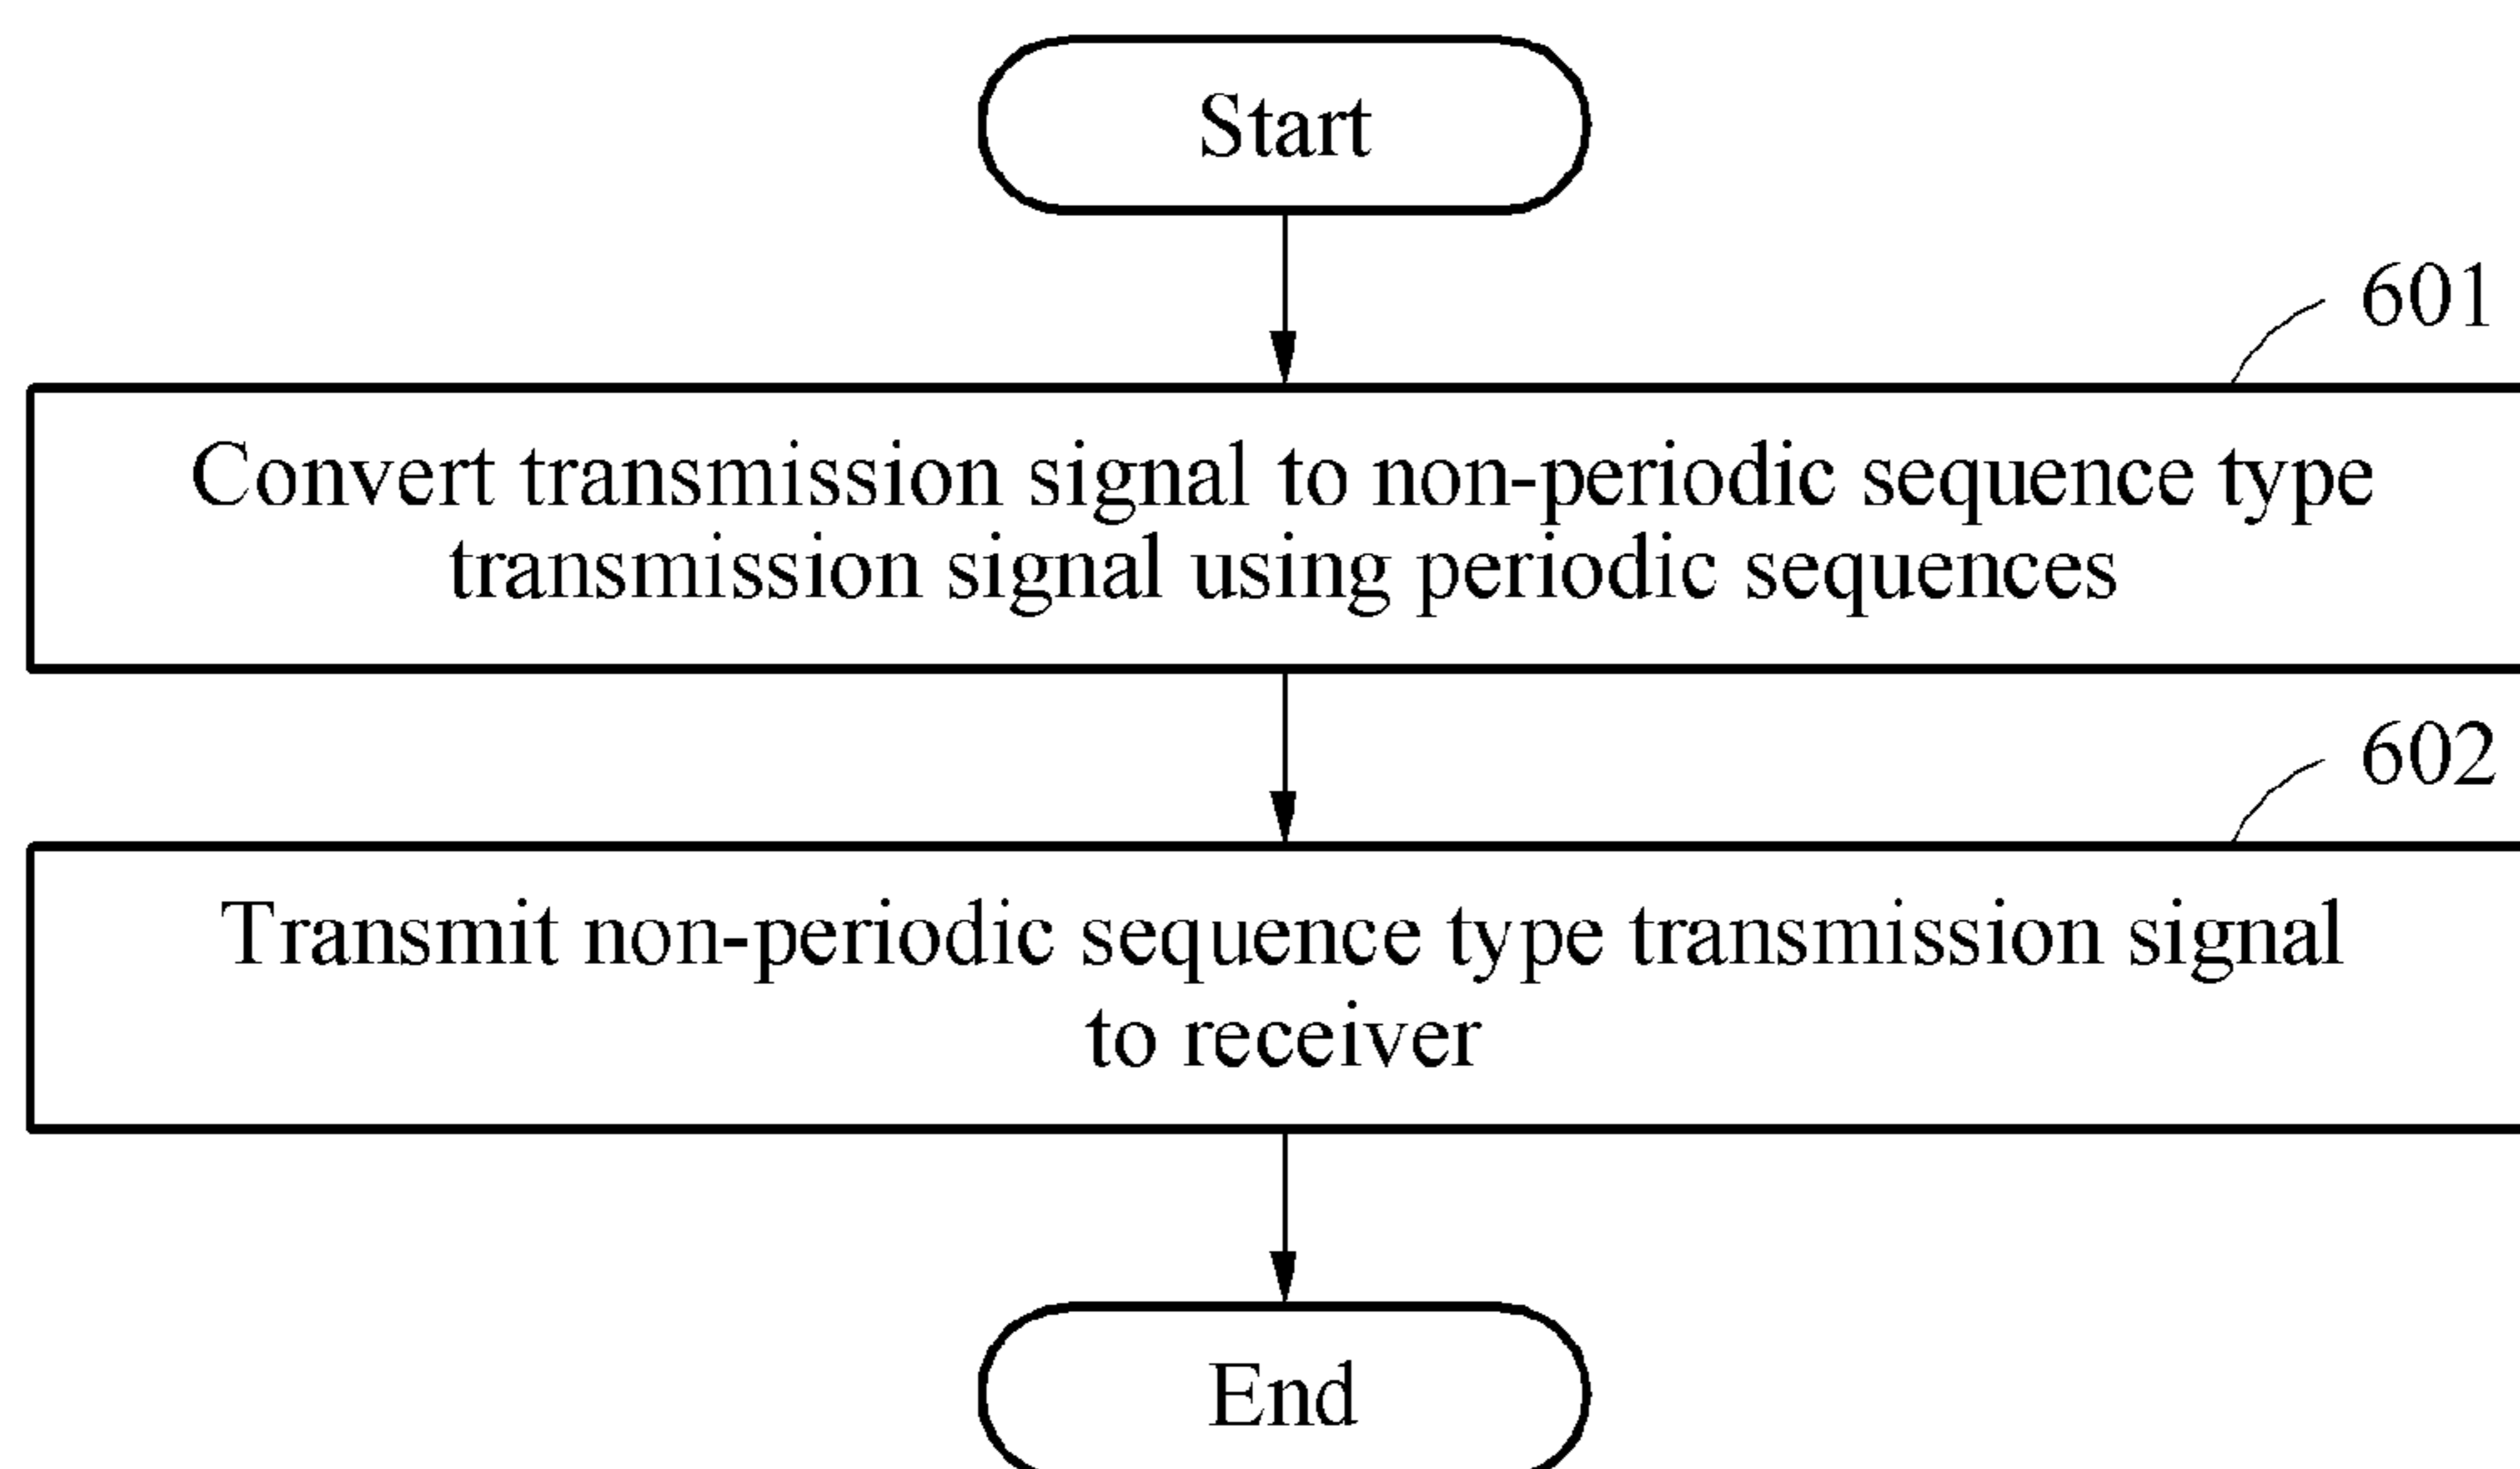 Start
601
Convert transmission signal to non-periodic sequence type
transmission signal using periodic sequences
602
Transmit non-periodic sequence type transmission signal
to receiver
End